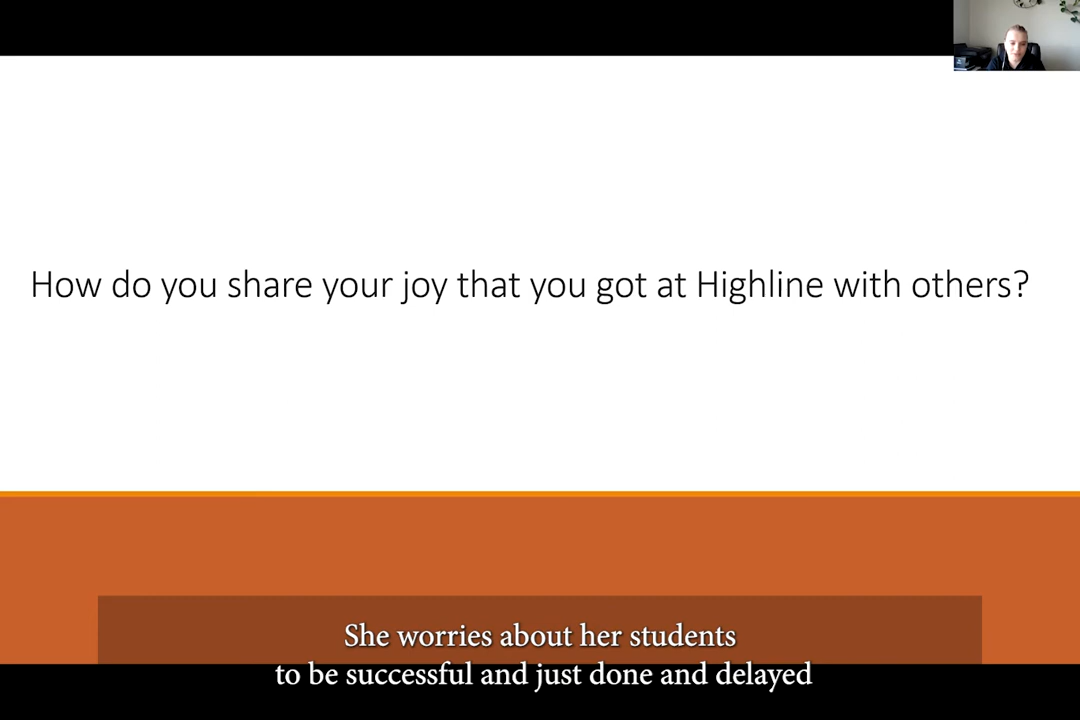 How do you share your joy that you got at Highline with others?
She worries about her students
to be successful and just done and delayed